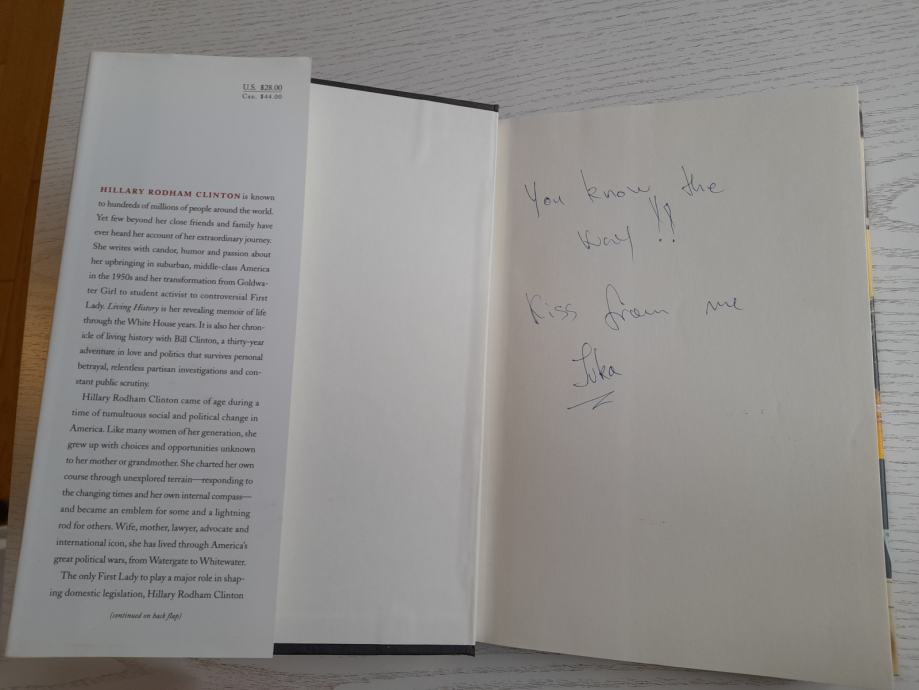 U.S. $28.00
Can. $44.00
HILLARY RODHAM CLINTON is known
to hundreds of millions of people around the world.
Yet few beyond her close friends and family have
ever heard her account of her extraordinary journey.
She writes with candor, humor and passion about
her upbringing in suburban, middle-class America
in the 1950s and her transformation from Goldwa-
ter Girl to student activist to controversial First
Lady. Living History is her revealing memoir of life
through the White House years. It is also her chron-
icle of living history with Bill Clinton, a thirty-year
adventure in love and politics that survives personal
betrayal, relentless partisan investigations and con-
stant public scrutiny.
Hillary Rodham Clinton came of age during a
time of tumultuous social and political change in
America. Like many women of her generation, she
grew up with choices and opportunities unknown
to her mother or grandmother. She charted her own
course through unexplored terrain—responding to
the changing times and her own internal compass—
and became an emblem for some and a lightning
rod for others. Wife, mother, lawyer, advocate and
international icon, she has lived through America's
great political wars, from Watergate to Whitewater.
The only First Lady to play a major role in shap-
ing domestic legislation, Hillary Rodham Clinton
(continued on back flap)
You know the
way !!
Kiss from me